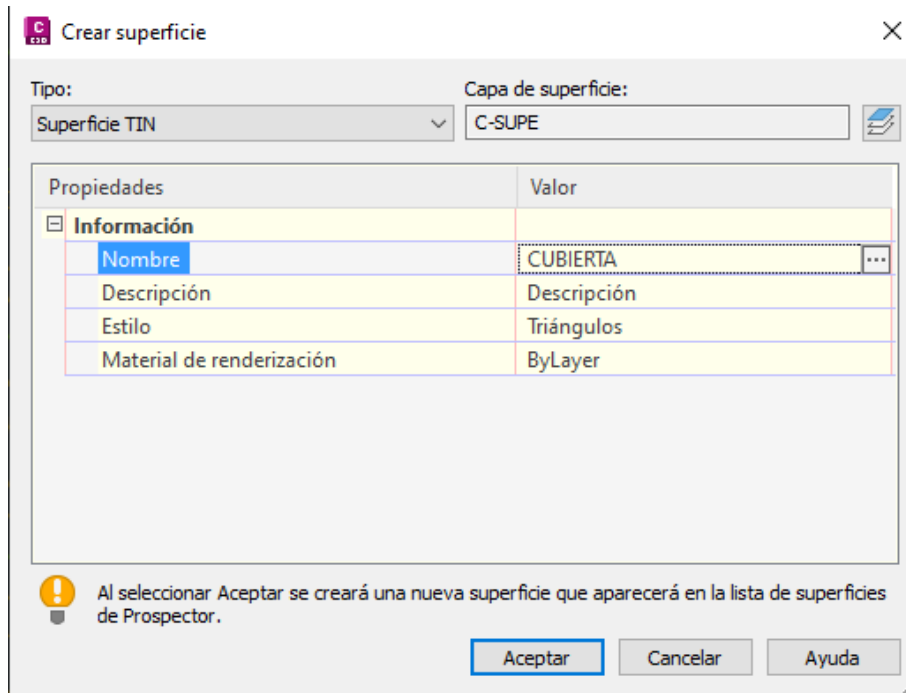 C
C3D
Crear superficie
Tipo:
Capa de superficie:
Superficie TIN
C-SUPE
Propiedades
Valor
Información
Nombre
CUBIERTA
...
Descripción
Descripción
Estilo
Triángulos
Material de renderización
ByLayer
Al seleccionar Aceptar se creará una nueva superficie que aparecerá en la lista de superficies
de Prospector.
Aceptar
Cancelar
Ayuda